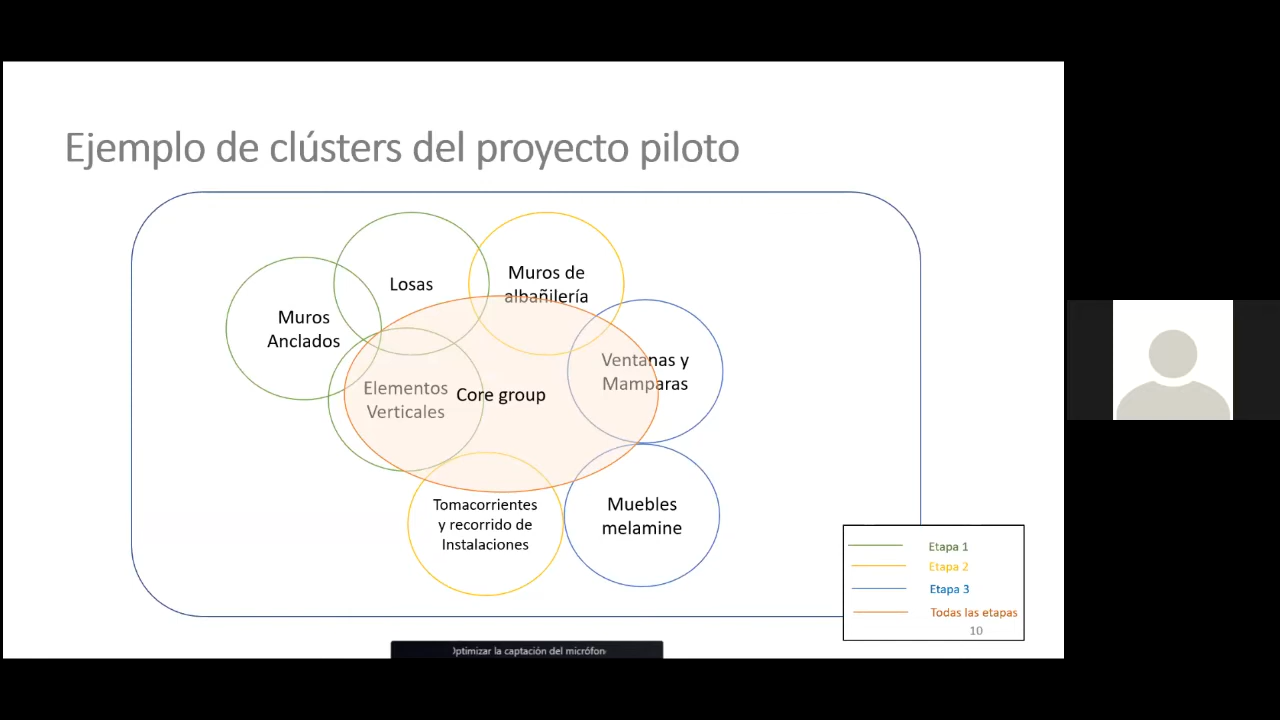 Ejemplo de clústers del proyecto piloto
Losas
Muros de
albañilería
Muros
Anclados
Ventanas y
Mamparas
Elementos
Verticales
Core group
Tomacorrientes
y recorrido de
Instalaciones
Muebles
melamine
Etapa 1
Etapa 2
Etapa 3
Todas las etapas
10
Optimizar la captación del micrófon